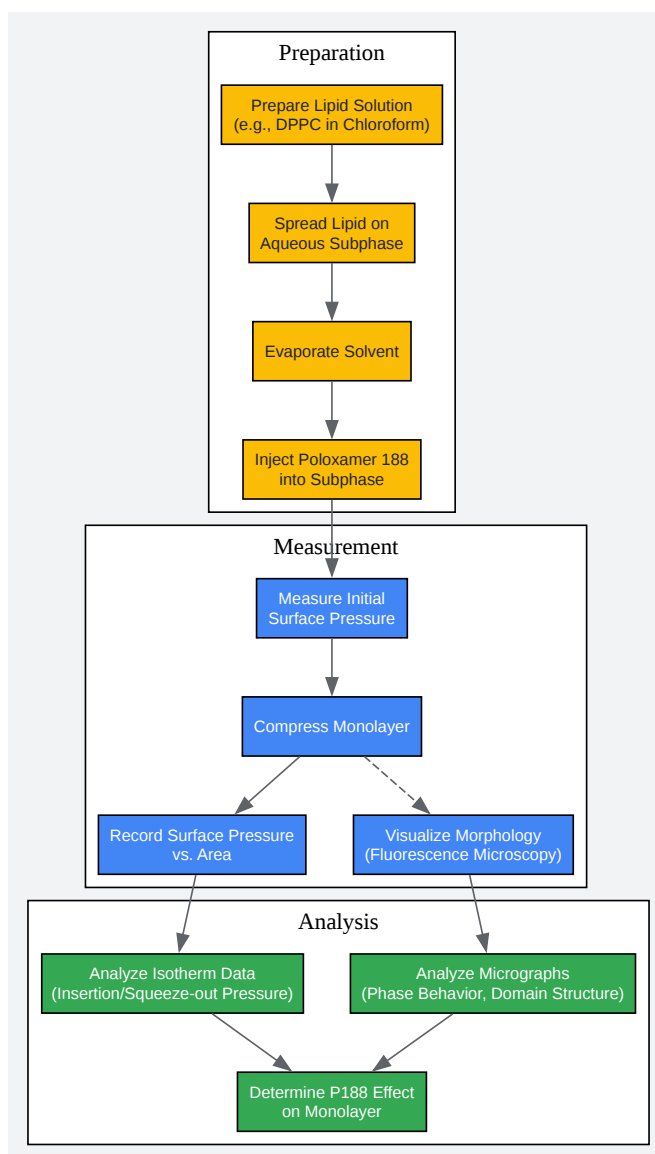 Preparation
Prepare Lipid Solution
(e.g., DPPC in Chloroform)
Spread Lipid on
Aqueous Subphase
Evaporate Solvent
Inject Poloxamer 188
into Subphase
Measurement
Measure Initial
Surface Pressure
Compress Monolayer
Record Surface Pressure
vs. Area
Visualize Morphology
(Fluorescence Microscopy)
Analysis
Analyze Isotherm Data
(Insertion/Squeeze-out Pressure)
Analyze Micrographs
(Phase Behavior, Domain Structure)
Determine P188 Effect
on Monolayer